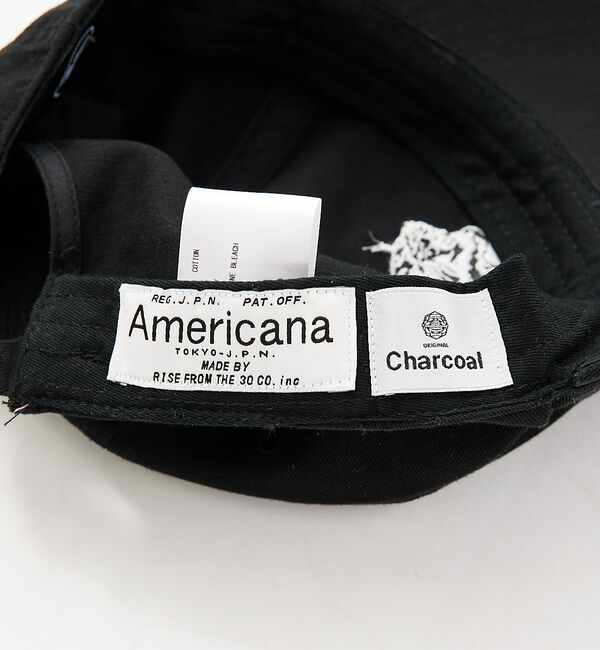 COTTON
NE BLEACH
REG.J.P.N. PAT.OFF.
Americana
TOKYO-J.P.N.
MADE BY
RISE FROM THE 30 CO. inc
ORIGINAL
Charcoal